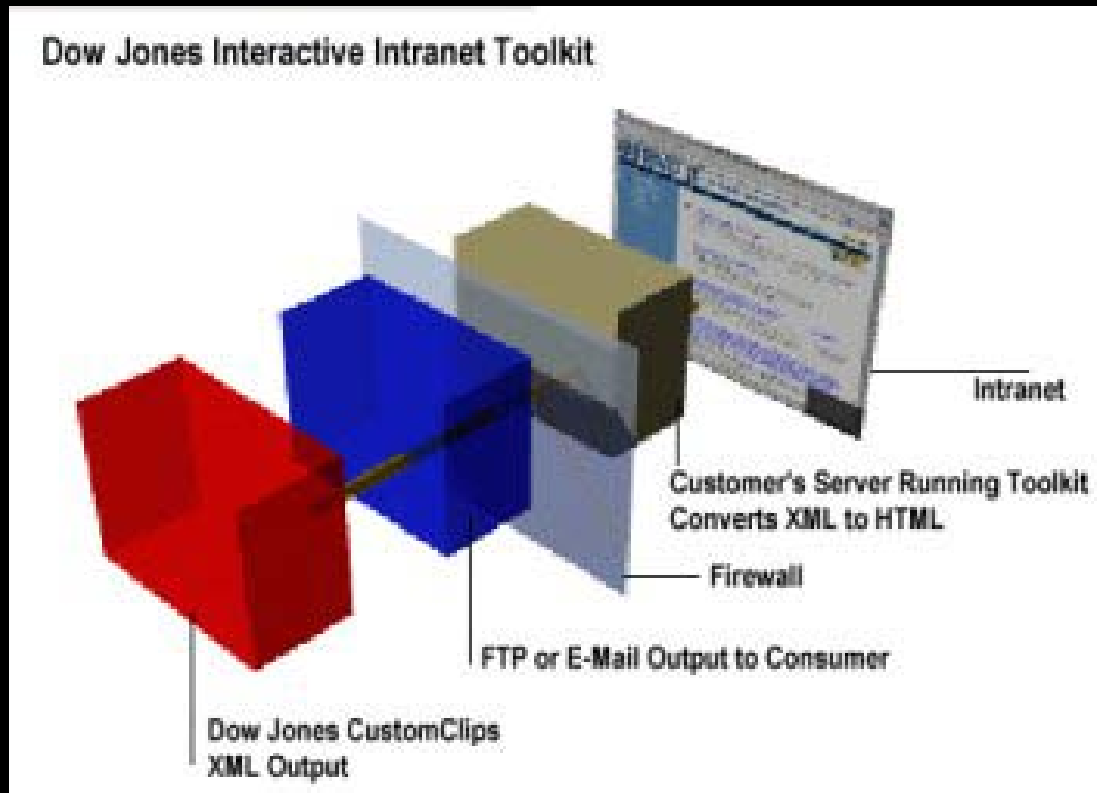 Dow Jones Interactive Intranet Toolkit
Intranet
Customer's Server Running Toolkit
Converts XML to HTML
Firewall
FTP or E-Mail Output to Consumer
Dow Jones CustomClips
XML Output